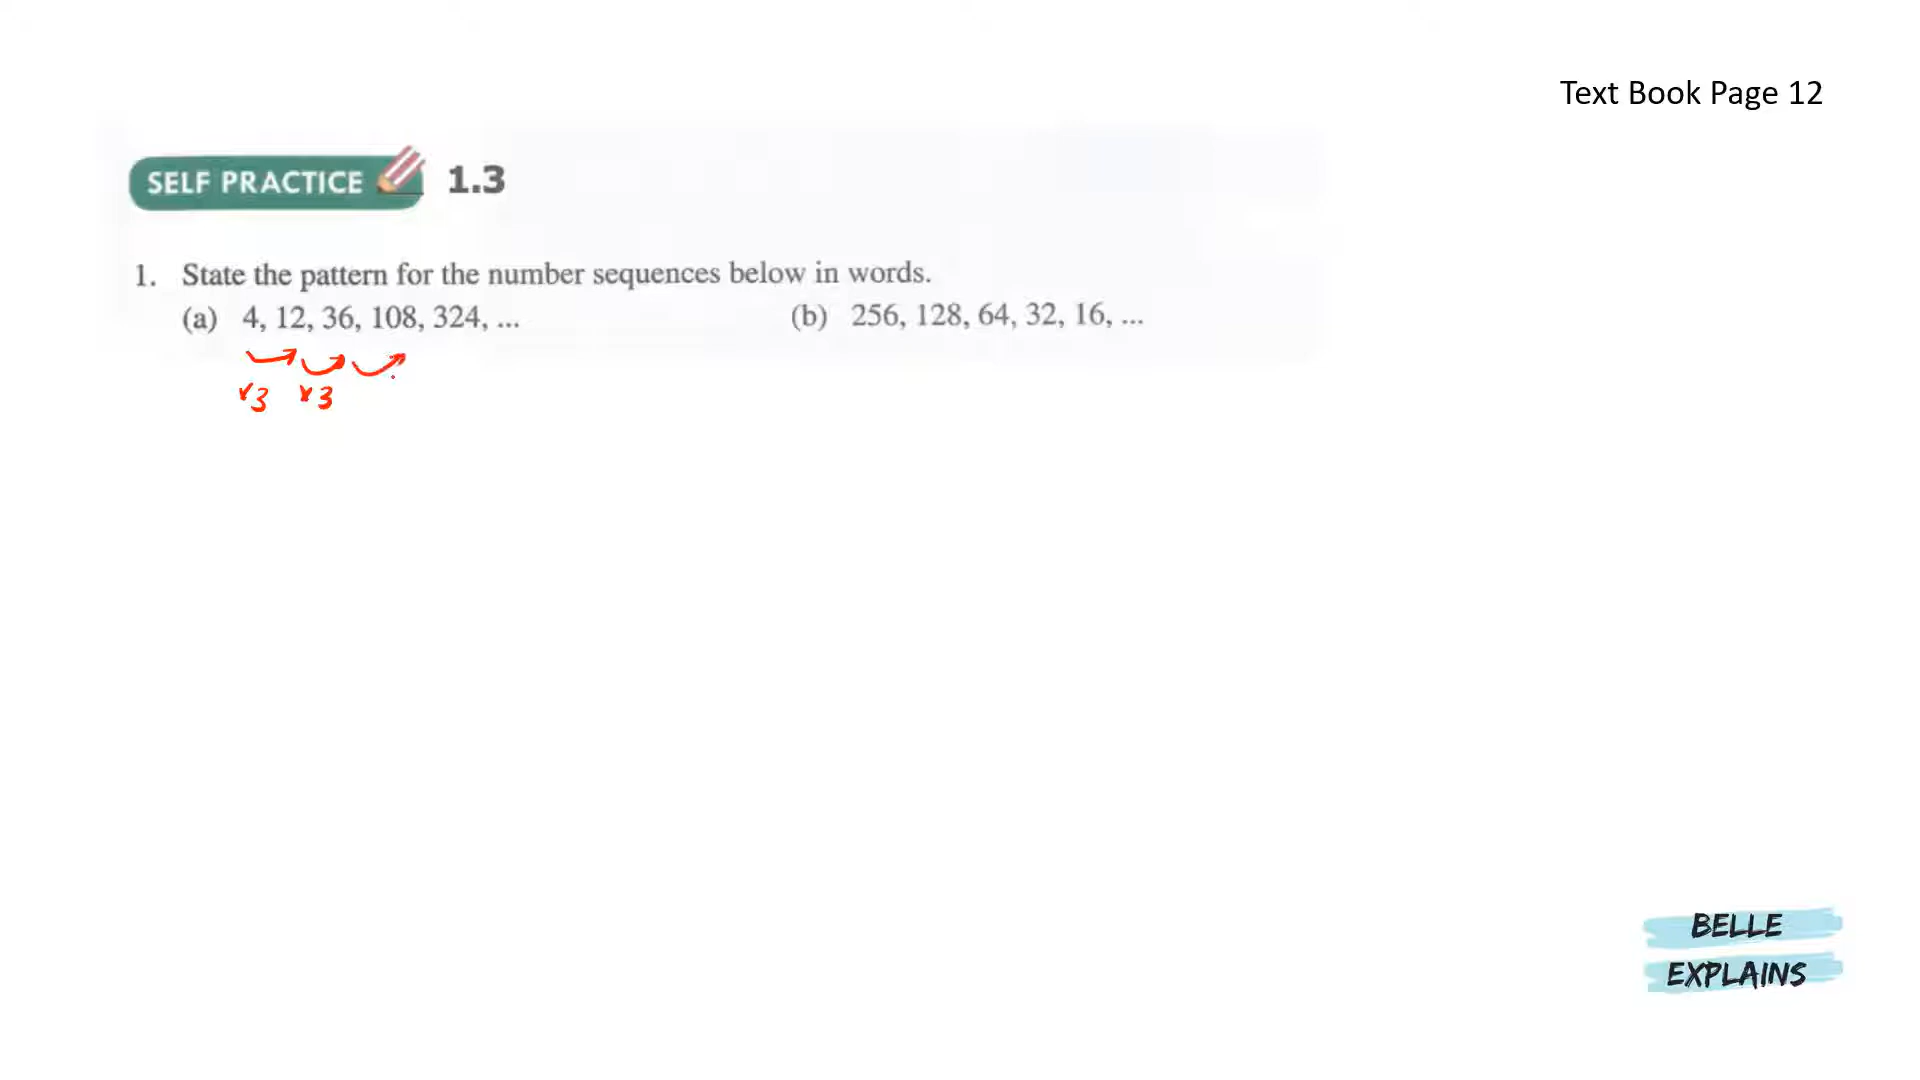 Text Book Page 12
SELF PRACTICE 1.3
1. State the pattern for the number sequences below in words.
(a) 4, 12, 36, 108, 324, ... (b) 256, 128, 64, 32, 16, ...
×3 ×3
BELLE
EXPLAINS